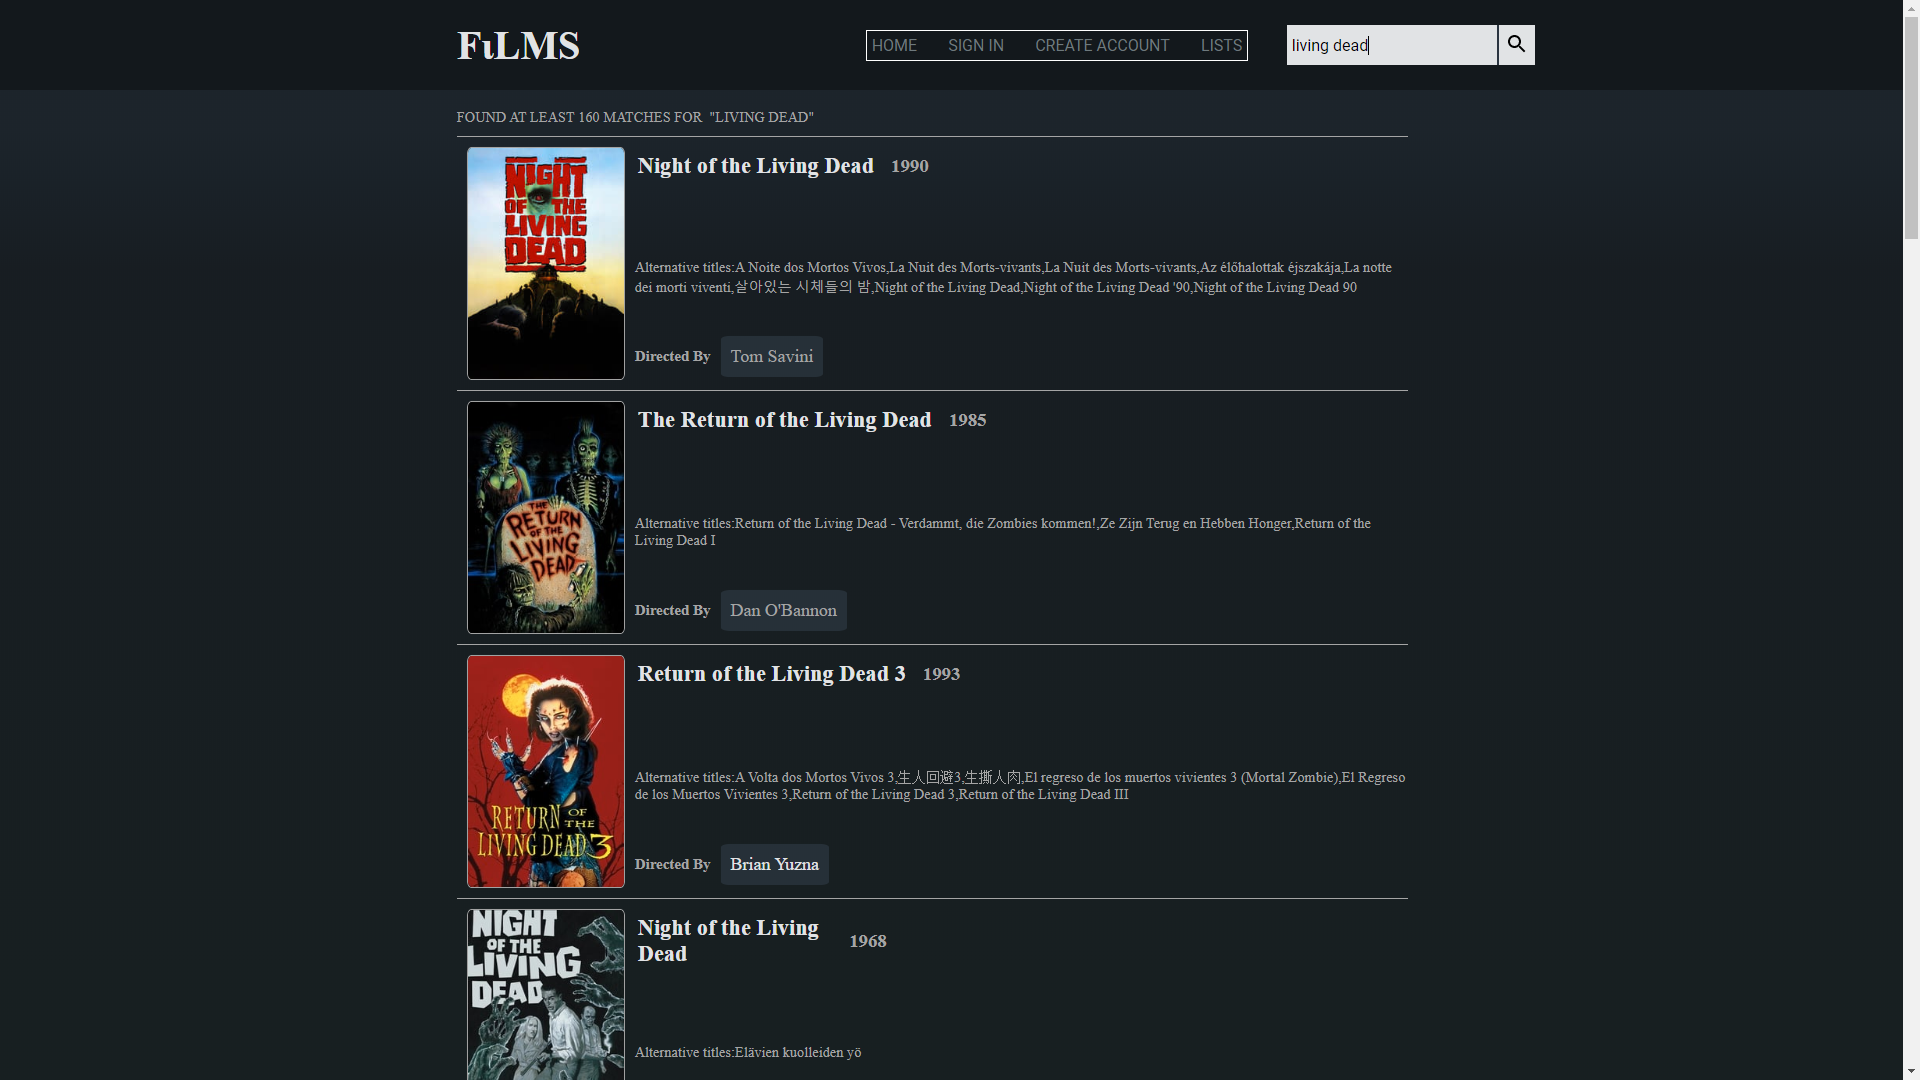 FıLMS
HOME SIGN IN CREATE ACCOUNT LISTS
living dead
FOUND AT LEAST 160 MATCHES FOR "LIVING DEAD"
NIGHT
OF THE
LIVING
DEAD
Night of the Living Dead 1990
Alternative titles:A Noite dos Mortos Vivos,La Nuit des Morts-vivants,La Nuit des Morts-vivants,Az élőhalottak éjszakája,La notte
dei morti viventi,살아있는 시체들의 밤,Night of the Living Dead,Night of the Living Dead '90,Night of the Living Dead 90
Directed By Tom Savini
THE
RETURN
OF THE
LIVING
DEAD
The Return of the Living Dead 1985
Alternative titles:Return of the Living Dead - Verdammt, die Zombies kommen!,Ze Zijn Terug en Hebben Honger,Return of the
Living Dead I
Directed By Dan O'Bannon
RETURN OF THE
LIVING DEAD 3
Return of the Living Dead 3 1993
Alternative titles:A Volta dos Mortos Vivos 3,生人回避3,生撕人肉,El regreso de los muertos vivientes 3 (Mortal Zombie),El Regreso
de los Muertos Vivientes 3,Return of the Living Dead 3,Return of the Living Dead III
Directed By Brian Yuzna
NIGHT
OF THE
LIVING
DEAD
Night of the Living
Dead 1968
Alternative titles:Elävien kuolleiden yö